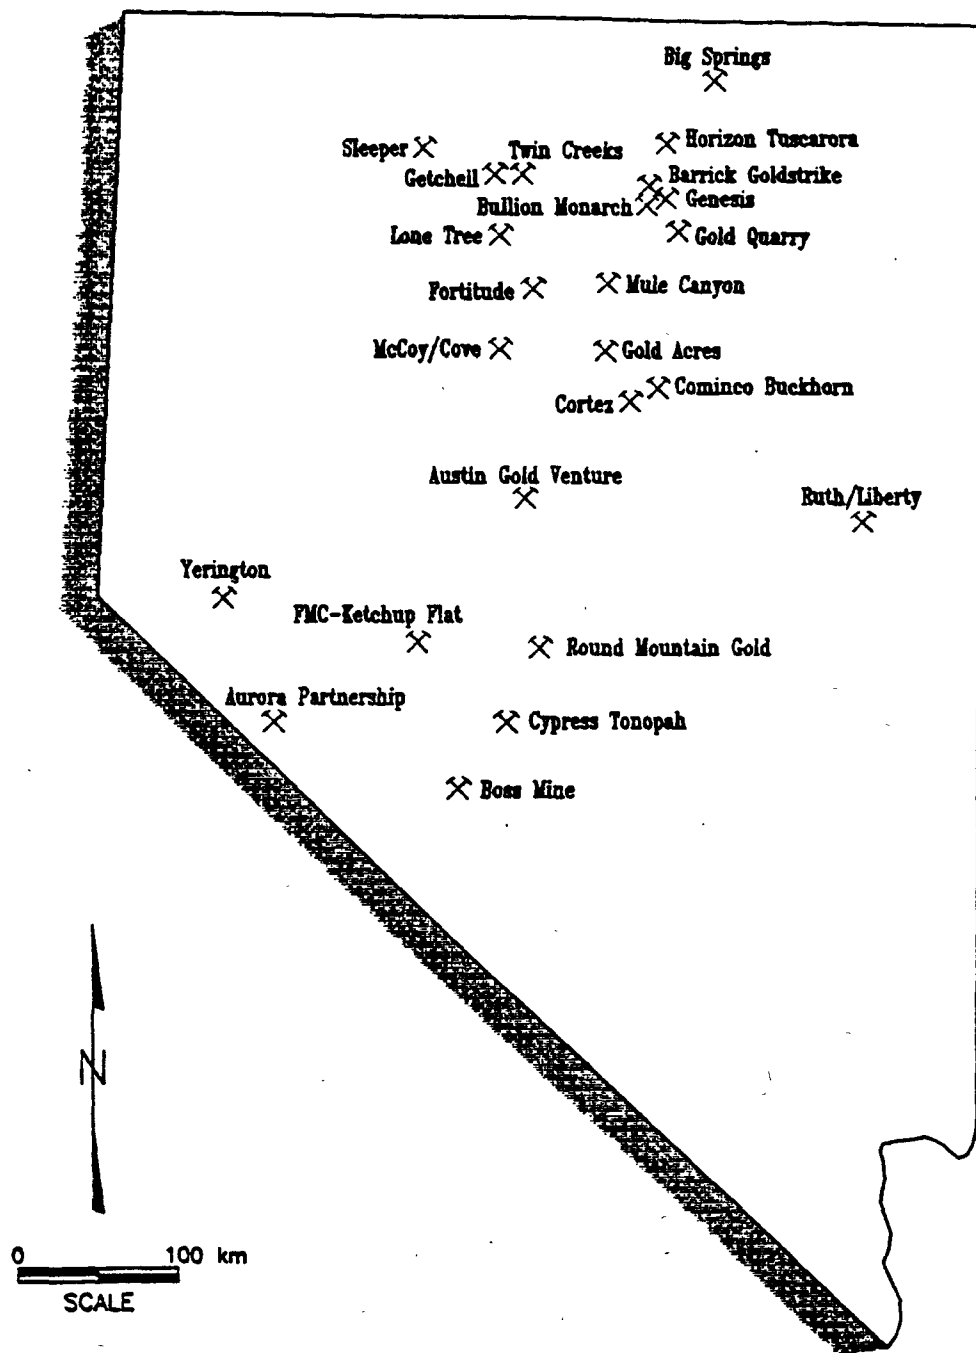 Big Springs
Horizon Tuscarora
Sleeper
Twin Creeks
Getchell
Barrick Goldstrike
Genesis
Bullion Monarch
Lone Tree
Gold Quarry
Fortitude
Mule Canyon
McCoy/Cove
Gold Acres
Cominco Buckhorn
Cortez
Austin Gold Venture
Ruth/Liberty
Yerington
FMC-Ketchup Flat
Round Mountain Gold
Aurora Partnership
Cypress Tonopah
Boss Mine
N
0 100 km
SCALE